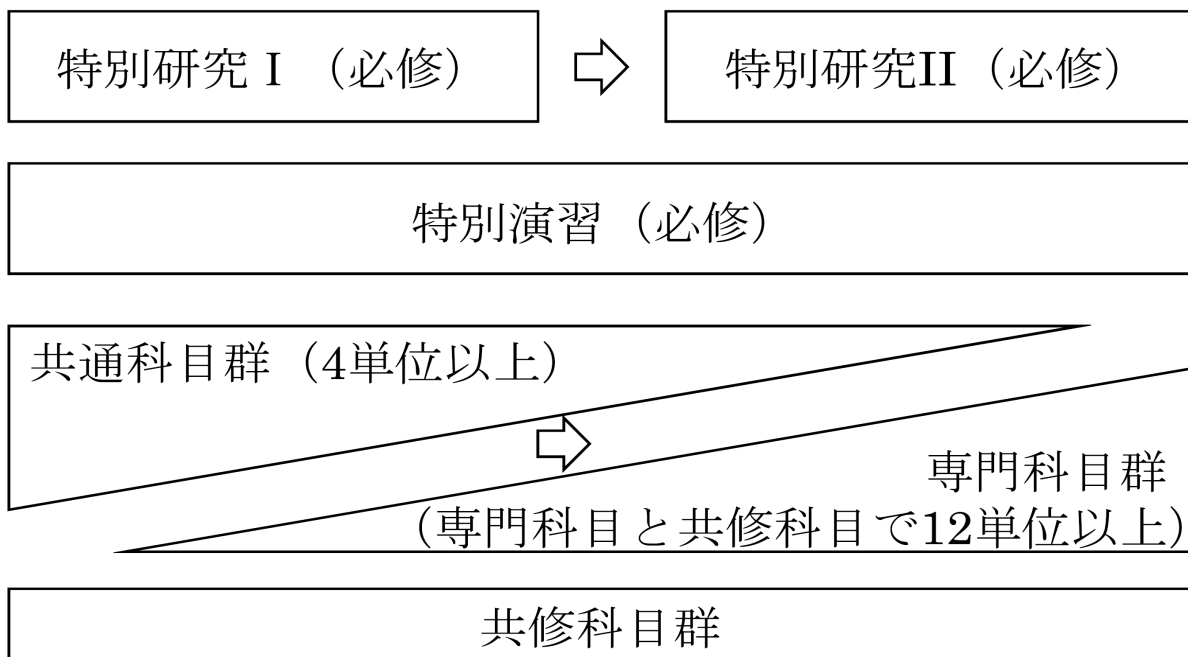 特別研究 I (必修)
特別研究II (必修)
特別演習 (必修)
共通科目群 (4単位以上)
専門科目群
(専門科目と共修科目で12単位以上)
共修科目群